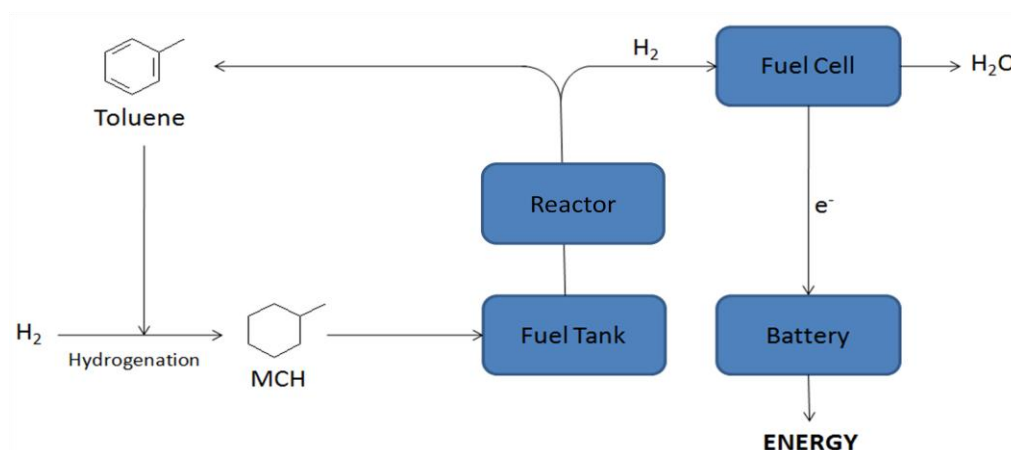 H₂
Fuel Cell
H₂O
Toluene
Reactor
e⁻
H₂
Hydrogenation
MCH
Fuel Tank
Battery
ENERGY